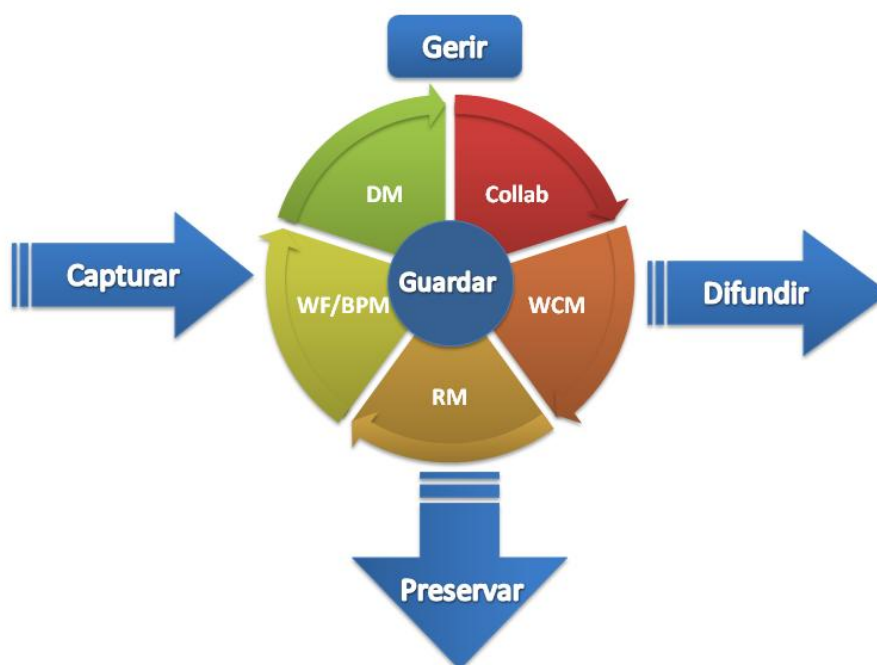 Gerir
DM
Collab
Capturar
Guardar
Difundir
WF/BPM
WCM
RM
Preservar